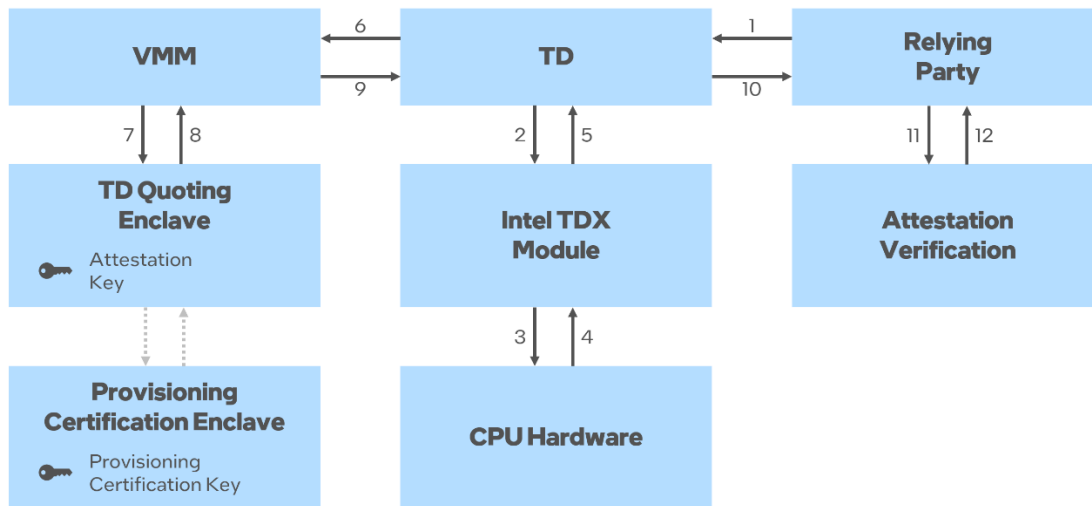 VMM
6
9
TD
1
10
Relying
Party
7
8
2
5
11
12
TD Quoting
Enclave
Attestation
Key
Intel TDX
Module
Attestation
Verification
3
4
Provisioning
Certification Enclave
Provisioning
Certification Key
CPU Hardware